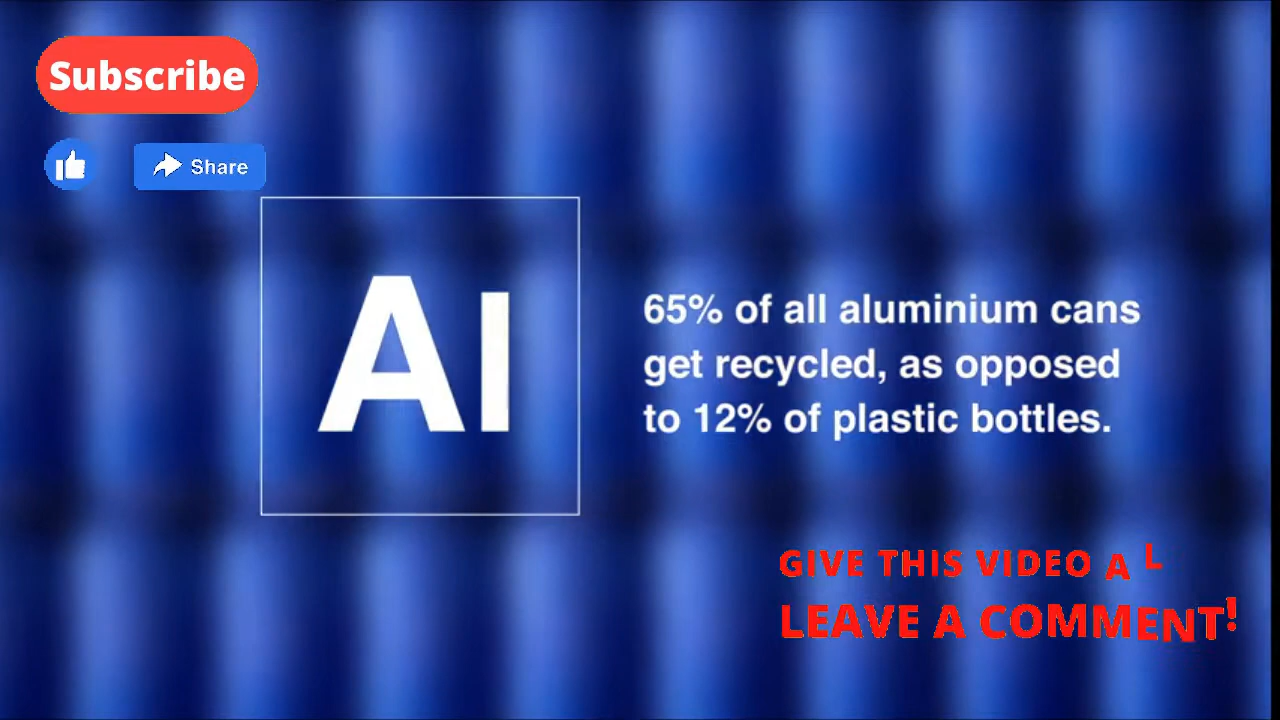 Subscribe
Share
Al
65% of all aluminium cans
get recycled, as opposed
to 12% of plastic bottles.
GIVE THIS VIDEO A L
LEAVE A COMMENT!